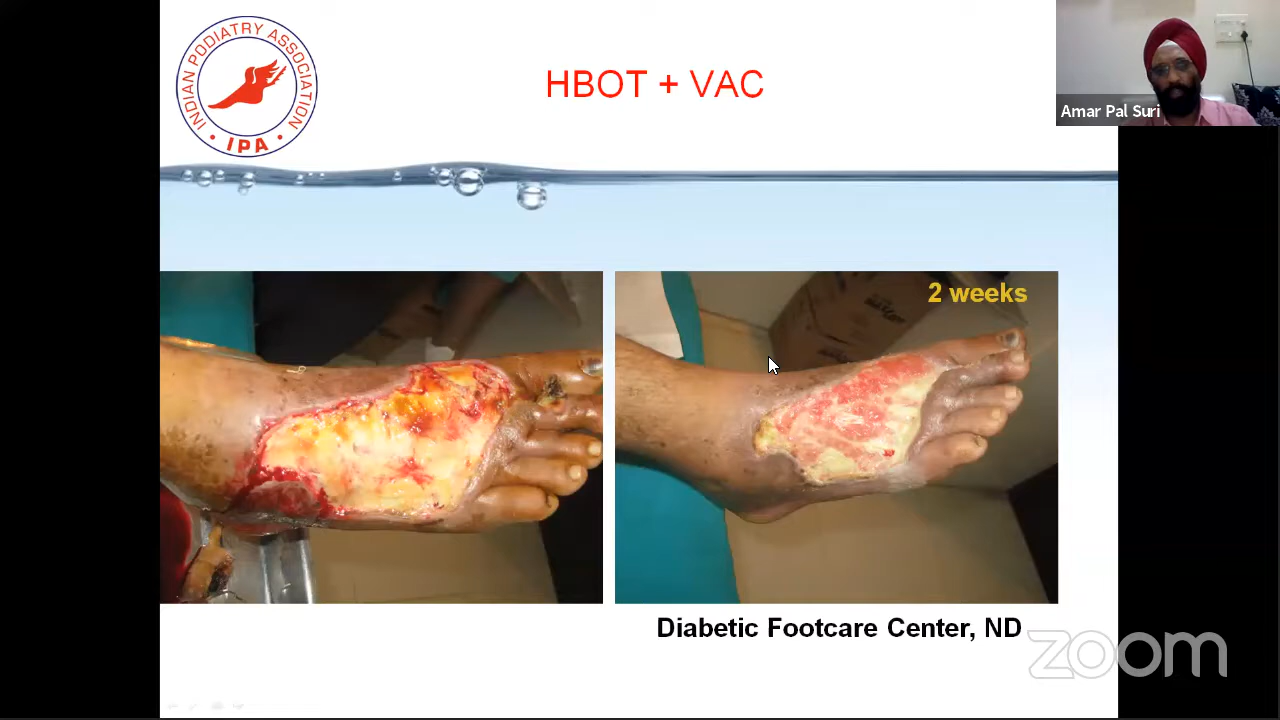 INDIAN PODIATRY ASSOCIATION
IPA
HBOT + VAC
Amar Pal Suri
2 weeks
Diabetic Footcare Center, ND
zoom